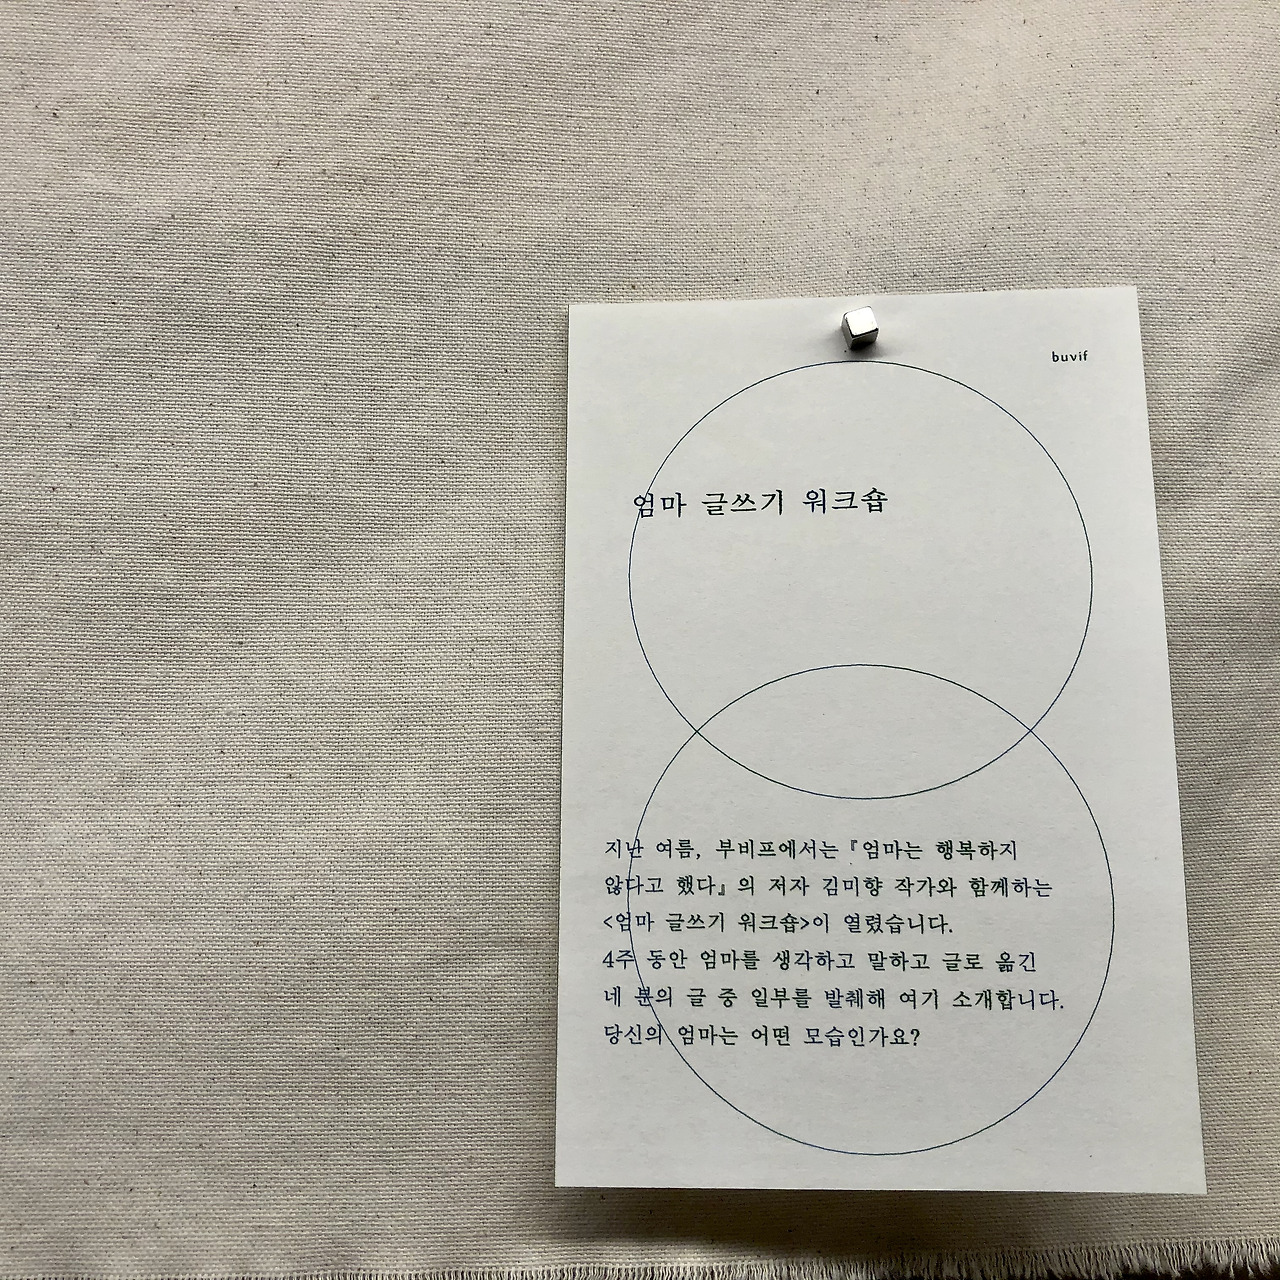 buvif
엄마 글쓰기 워크숍
지난 여름, 부비프에서는 『엄마는 행복하지
않다고 했다』의 저자 김미향 작가와 함께하는
<엄마 글쓰기 워크숍>이 열렸습니다.
4주 동안 엄마를 생각하고 말하고 글로 옮긴
네 분의 글 중 일부를 발췌해 여기 소개합니다.
당신의 엄마는 어떤 모습인가요?